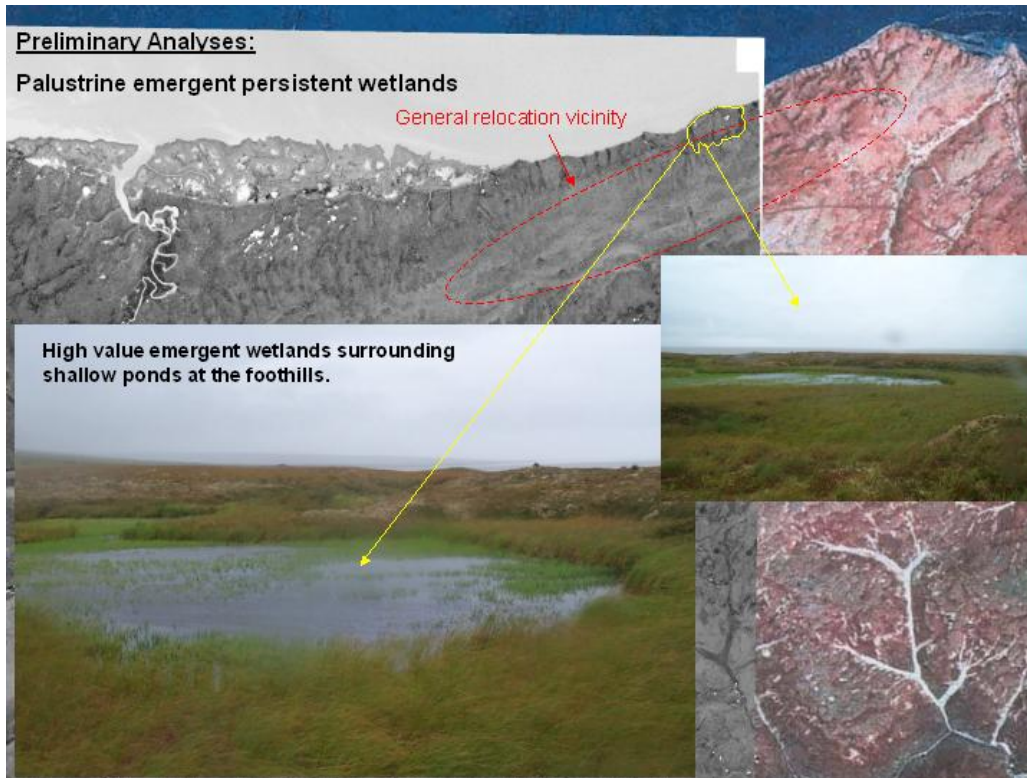 Preliminary Analyses:
Palustrine emergent persistent wetlands
General relocation vicinity
High value emergent wetlands surrounding
shallow ponds at the foothills.